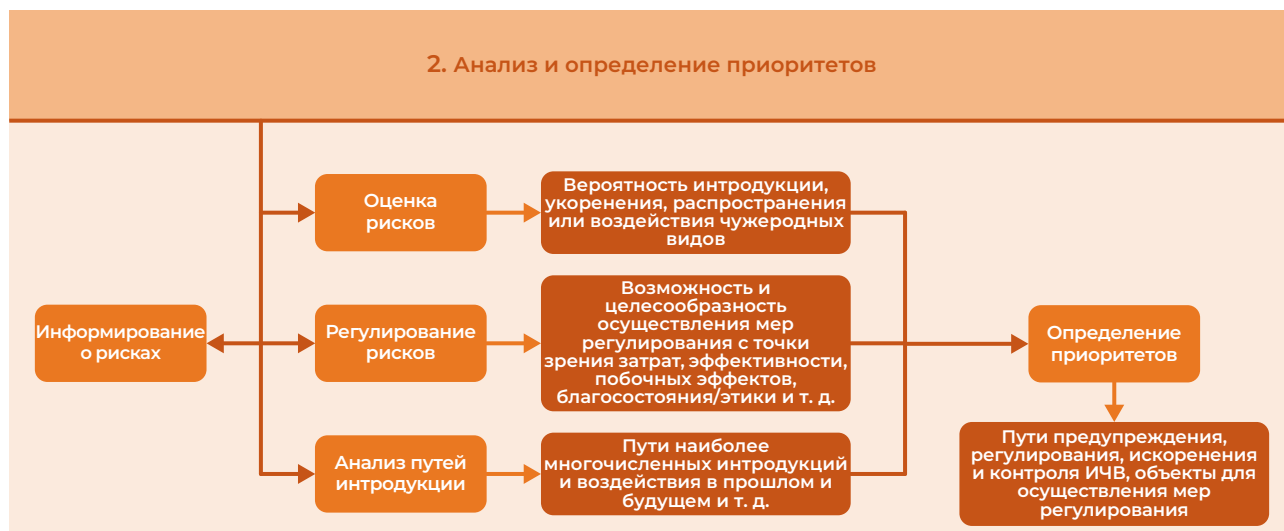 2. Анализ и определение приоритетов
Оценка
рисков
Вероятность интродукции,
укоренения, распространения
или воздействия чужеродных
видов
Информирование
о рисках
Регулирование
рисков
Возможность и
целесообразность
осуществления мер
регулирования с точки
зрения затрат, эффективности,
побочных эффектов,
благосостояния/этики и т. д.
Определение
приоритетов
Анализ путей
интродукции
Пути наиболее
многочисленных интродукций
и воздействия в прошлом и
будущем и т. д.
Пути предупреждения,
регулирования, искоренения
и контроля ИЧВ, объекты для
осуществления мер
регулирования